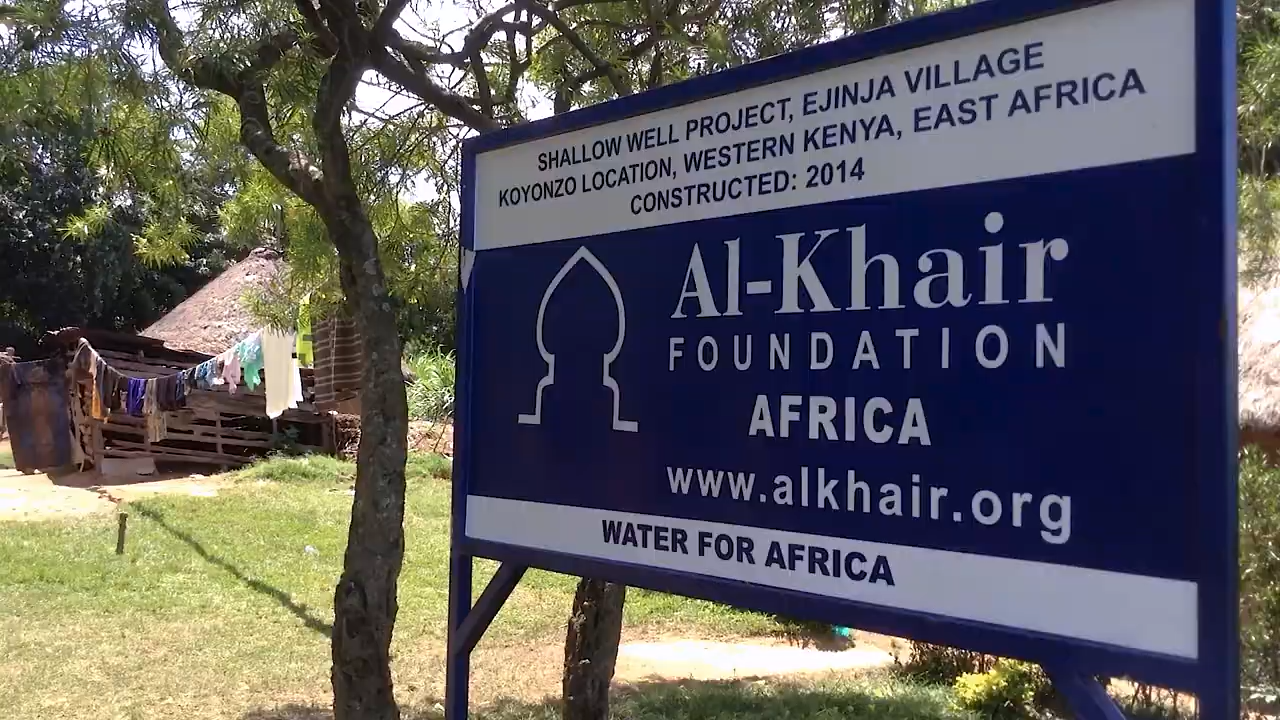 SHALLOW WELL PROJECT, EJINJA VILLAGE
KOYONZO LOCATION, WESTERN KENYA, EAST AFRICA
CONSTRUCTED: 2014
Al-Khair
FOUNDATION
AFRICA
www.alkhair.org
WATER FOR AFRICA